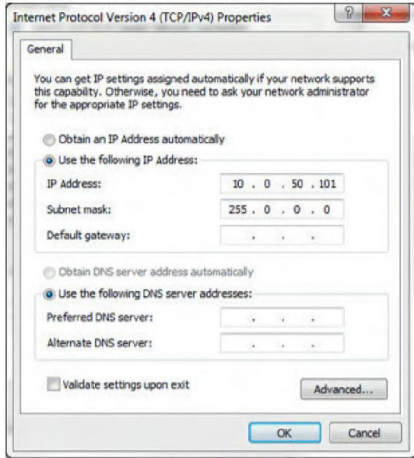 Internet Protocol Version 4 (TCP/IPv4) Properties
General
You can get IP settings assigned automatically if your network supports
this capability. Otherwise, you need to ask your network administrator
for the appropriate IP settings.
Obtain an IP Address automatically
Use the following IP Address:
IP Address: 10 . 0 . 50 . 101
Subnet mask: 255 . 0 . 0 . 0
Default gateway: . . .
Obtain DNS server address automatically
Use the following DNS server addresses:
Preferred DNS server: . . .
Alternate DNS server: . . .
Validate settings upon exit
Advanced...
OK Cancel